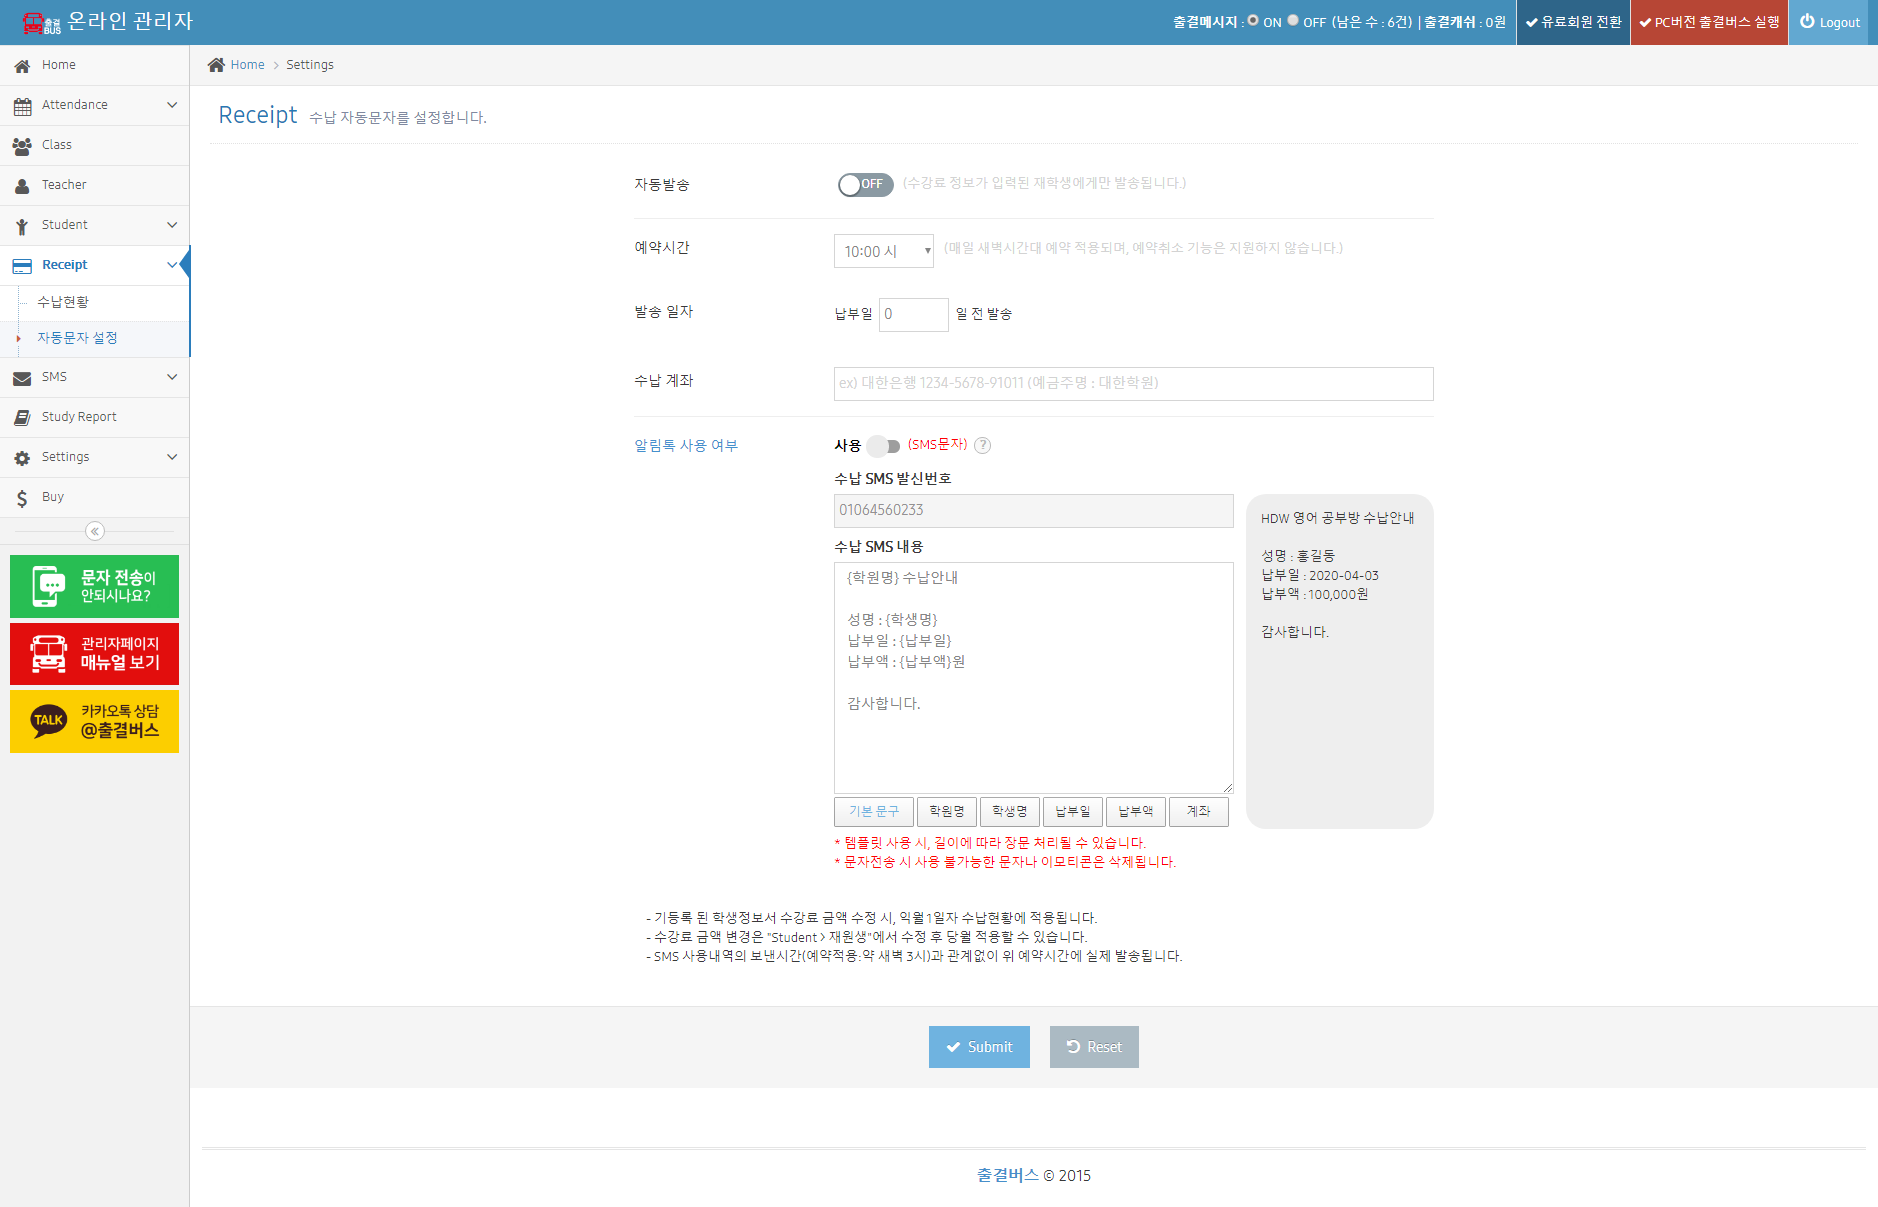 출결 BUS 온라인 관리자
출결메시지 : ON OFF (남은 수 : 6건) | 출결캐쉬 : 0원
유료회원 전환
PC버전 출결버스 실행
Logout
Home
Attendance
Class
Teacher
Student
Receipt
수납현황
자동문자 설정
SMS
Study Report
Settings
Buy
문자 전송이
안되시나요?
관리자페이지
매뉴얼 보기
TALK
카카오톡 상담
@출결버스
Home > Settings
Receipt 수납 자동문자를 설정합니다.
자동발송 OFF (수강료 정보가 입력된 재학생에게만 발송됩니다.)
예약시간 10:00 시 (매일 새벽시간대 예약 적용되며, 예약취소 기능은 지원하지 않습니다.)
발송 일자 납부일 0 일 전 발송
수납 계좌 ex) 대한은행 1234-5678-91011 (예금주명 : 대한학원)
알림톡 사용 여부 사용 (SMS문자) ?
수납 SMS 발신번호
01064560233
수납 SMS 내용
{학원명} 수납안내
성명 : {학생명}
납부일 : {납부일}
납부액 : {납부액}원
감사합니다.
기본 문구 학원명 학생명 납부일 납부액 계좌
* 템플릿 사용 시, 길이에 따라 장문 처리될 수 있습니다.
* 문자전송 시 사용 불가능한 문자나 이모티콘은 삭제됩니다.
HDW 영어 공부방 수납안내
성명 : 홍길동
납부일 : 2020-04-03
납부액 : 100,000원
감사합니다.
- 기등록 된 학생정보서 수강료 금액 수정 시, 익월 1일자 수납현황에 적용됩니다.
- 수강료 금액 변경은 "Student > 재원생"에서 수정 후 당월 적용할 수 있습니다.
- SMS 사용내역의 보낸시간(예약적용:약 새벽 3시)과 관계없이 위 예약시간에 실제 발송됩니다.
Submit
Reset
출결버스 © 2015